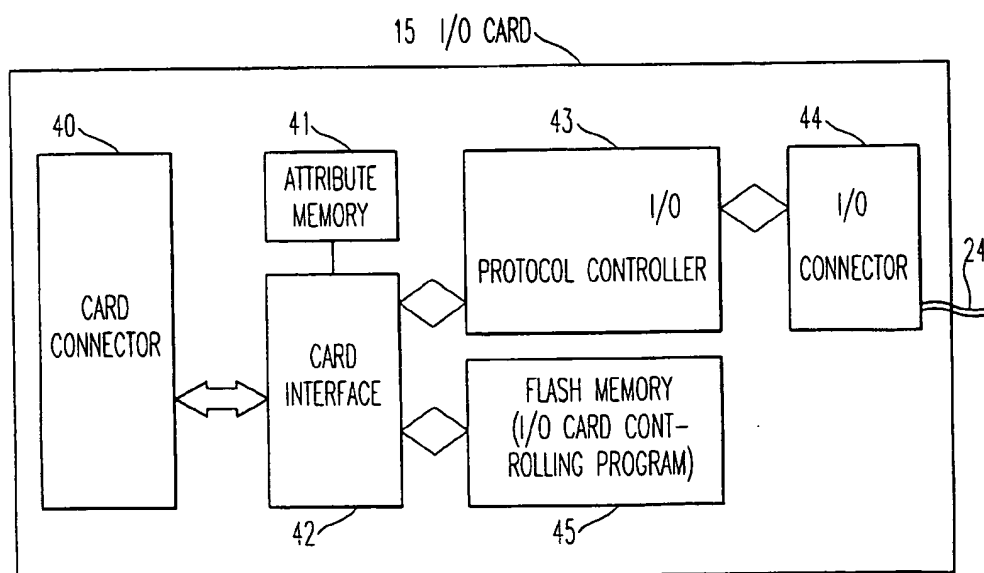 15 I/O CARD
40
41
43
44
ATTRIBUTE
MEMORY
I/O
PROTOCOL CONTROLLER
I/O
CONNECTOR
24
CARD
CONNECTOR
CARD
INTERFACE
FLASH MEMORY
(I/O CARD CONT-
ROLLING PROGRAM)
42
45